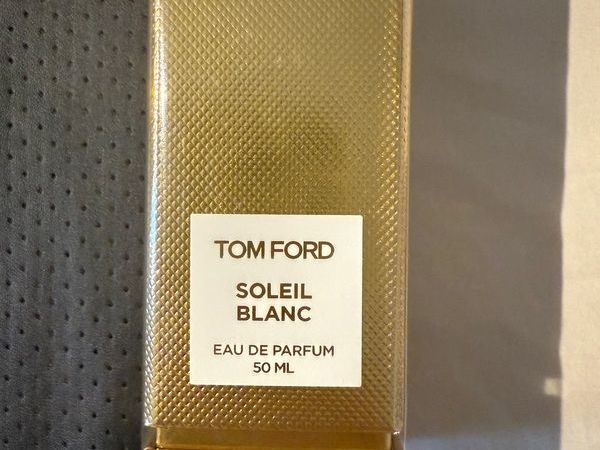 TOM FORD
SOLEIL
BLANC
EAU DE PARFUM
50 ML